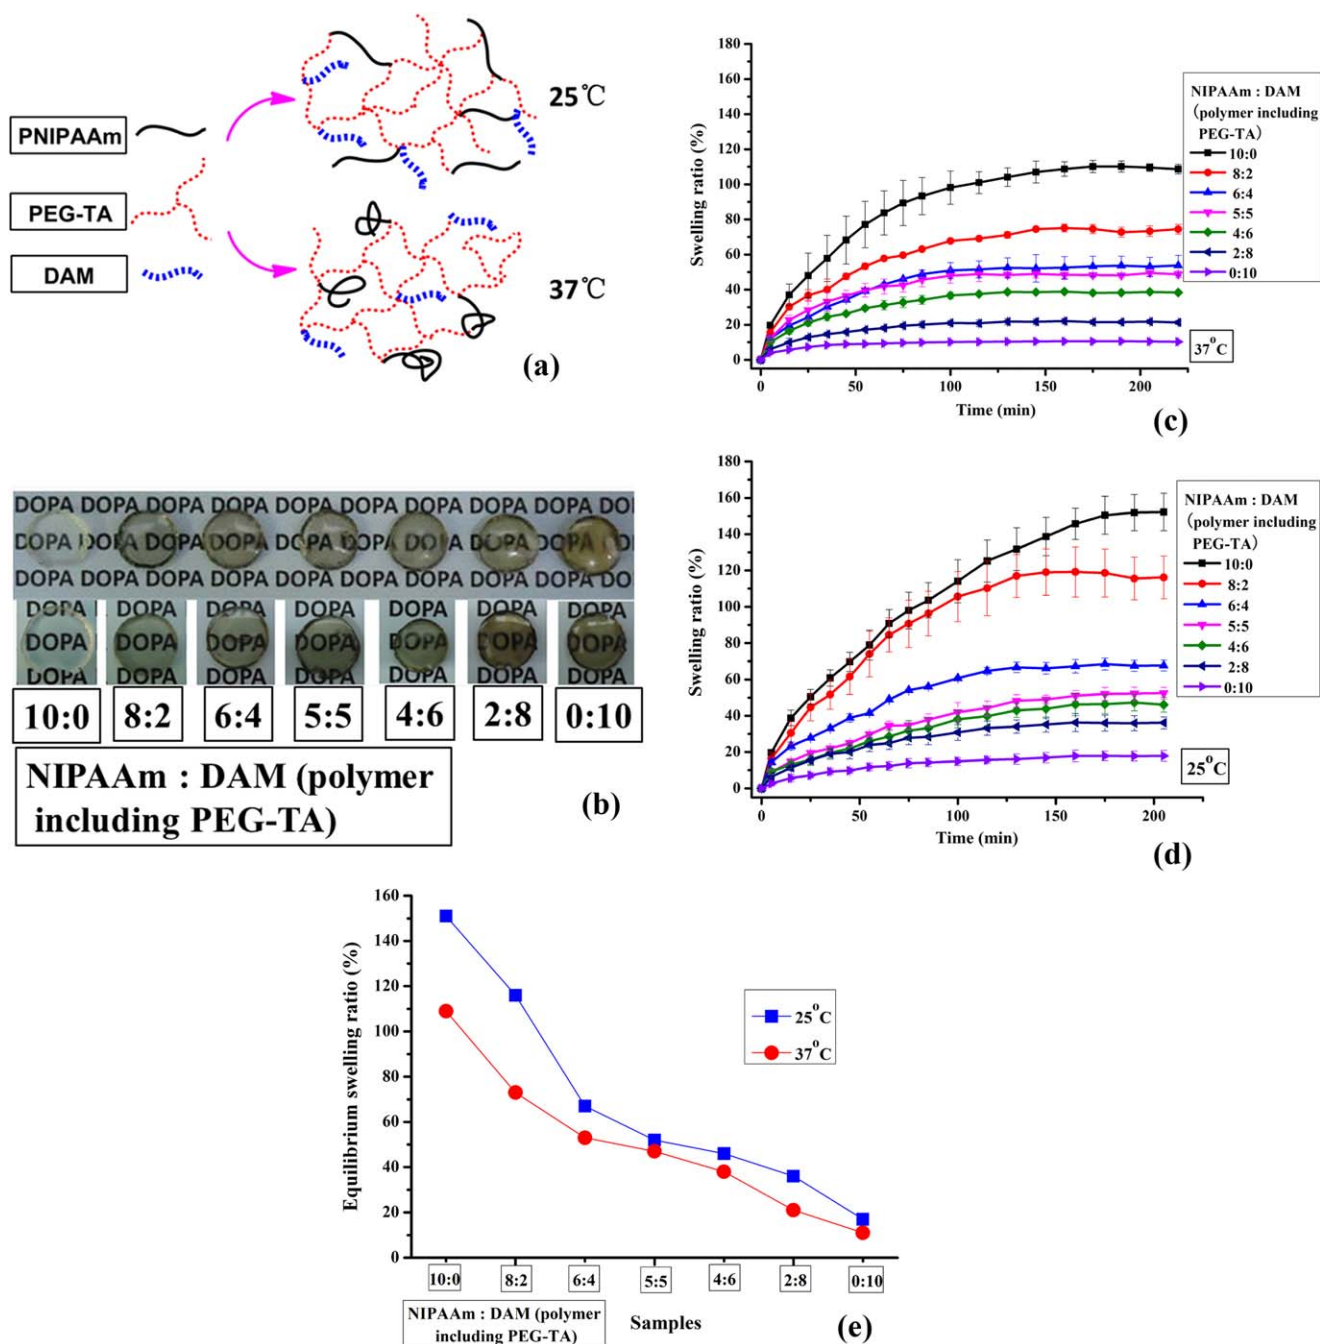 PNIPAAm
PEG-TA
DAM
25℃
37℃
(a)
180
160
140
120
100
80
60
40
20
0
Swelling ratio (%)
0
50
100
150
200
Time (min)
NIPAAm : DAM
(polymer including
PEG-TA)
10:0
8:2
6:4
5:5
4:6
2:8
0:10
37°C
(c)
DOPA DOPA DOPA DOPA DOPA DOPA DOPA DOPA DOPA DO
DOPA DOPA DOPA DOPA DOPA DOPA DOPA DOPA DOPA DO
DOPA DOPA DOPA DOPA DOPA DOPA DOPA DOPA DOPA DO
DOPA DOPA DOPA DOPA DOPA DOPA DOPA
DOPA DOPA DOPA DOPA DOPA DOPA DOPA
DOPA DOPA DOPA DOPA DOPA DOPA DOPA
10:0 8:2 6:4 5:5 4:6 2:8 0:10
NIPAAm : DAM (polymer
including PEG-TA)
(b)
180
160
140
120
100
80
60
40
20
0
Swelling ratio (%)
0
50
100
150
200
Time (min)
NIPAAm : DAM
(polymer including
PEG-TA)
10:0
8:2
6:4
5:5
4:6
2:8
0:10
25°C
(d)
160
140
120
100
80
60
40
20
0
Equilibrium swelling ratio (%)
25°C
37°C
10:0 8:2 6:4 5:5 4:6 2:8 0:10
NIPAAm : DAM (polymer
including PEG-TA)
Samples
(e)